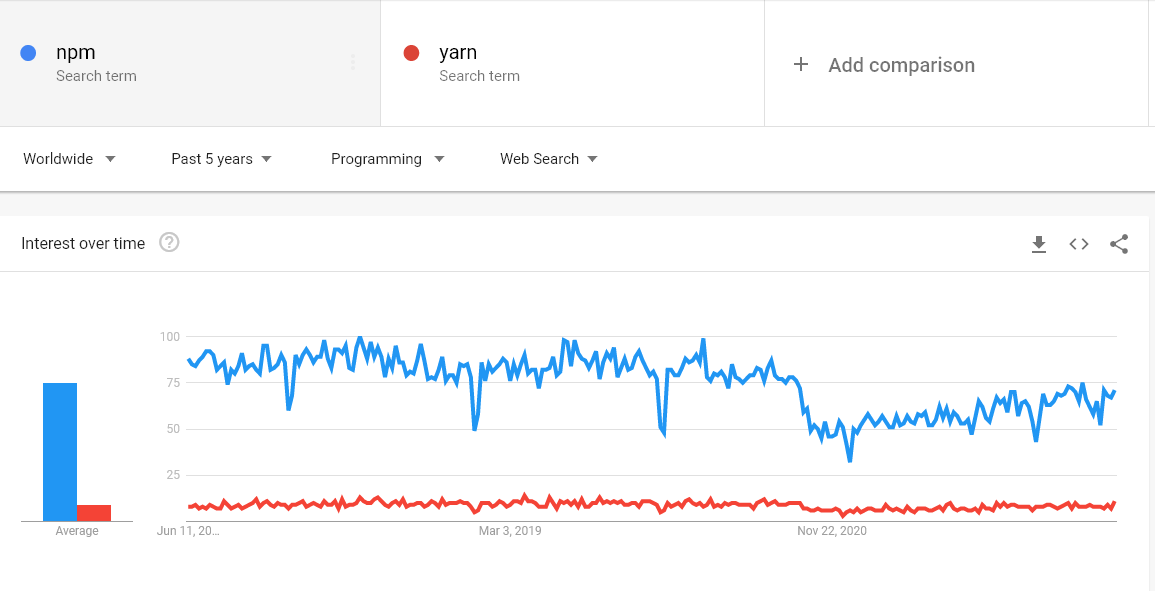 npm
Search term
yarn
Search term
+ Add comparison
Worldwide
Past 5 years
Programming
Web Search
Interest over time ?
100
75
50
25
Average
Jun 11, 20...
Mar 3, 2019
Nov 22, 2020